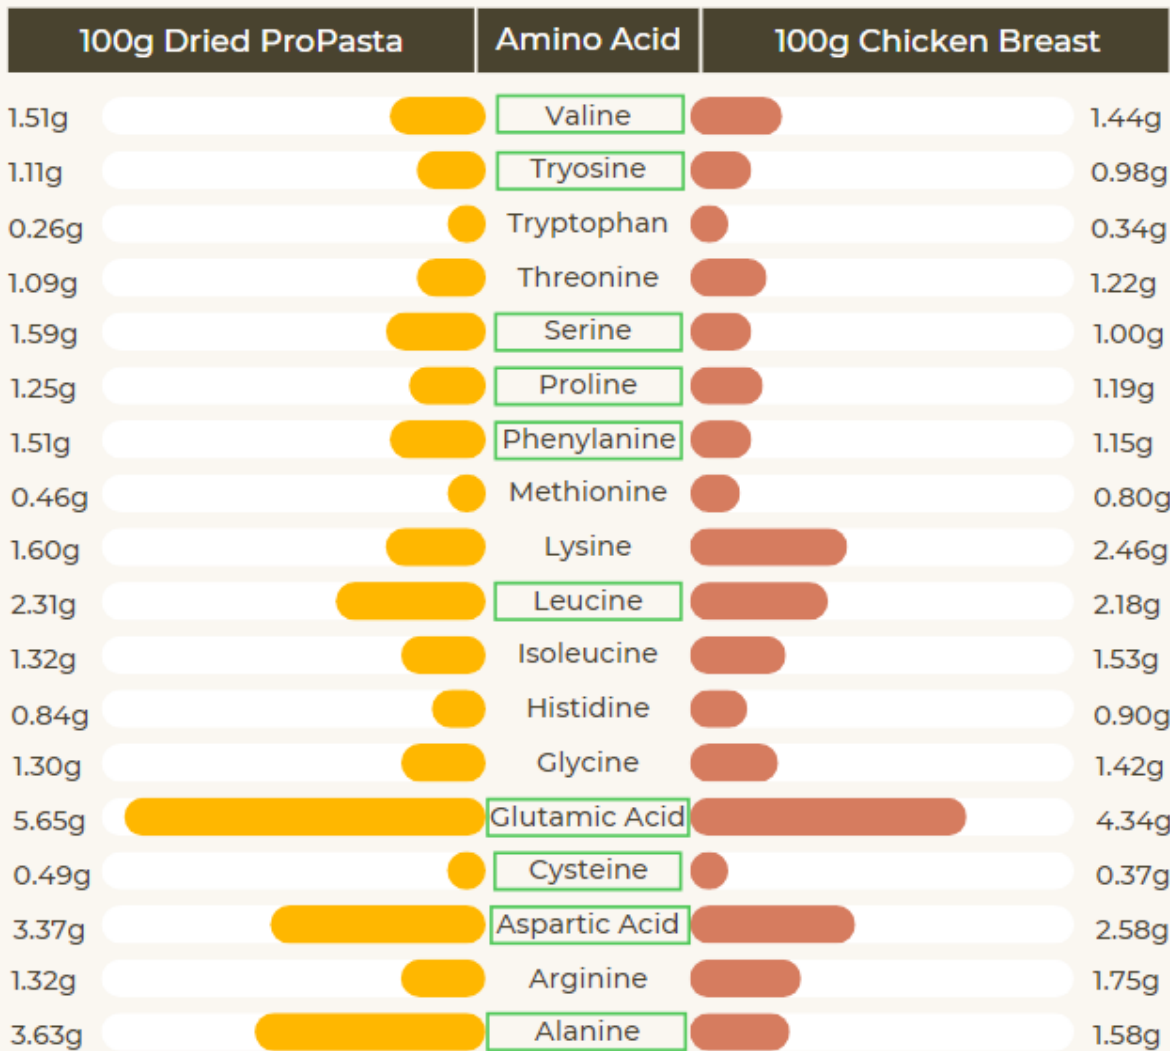 100g Dried ProPasta Amino Acid 100g Chicken Breast
1.51g Valine 1.44g
1.11g Tryosine 0.98g
0.26g Tryptophan 0.34g
1.09g Threonine 1.22g
1.59g Serine 1.00g
1.25g Proline 1.19g
1.51g Phenylanine 1.15g
0.46g Methionine 0.80g
1.60g Lysine 2.46g
2.31g Leucine 2.18g
1.32g Isoleucine 1.53g
0.84g Histidine 0.90g
1.30g Glycine 1.42g
5.65g Glutamic Acid 4.34g
0.49g Cysteine 0.37g
3.37g Aspartic Acid 2.58g
1.32g Arginine 1.75g
3.63g Alanine 1.58g